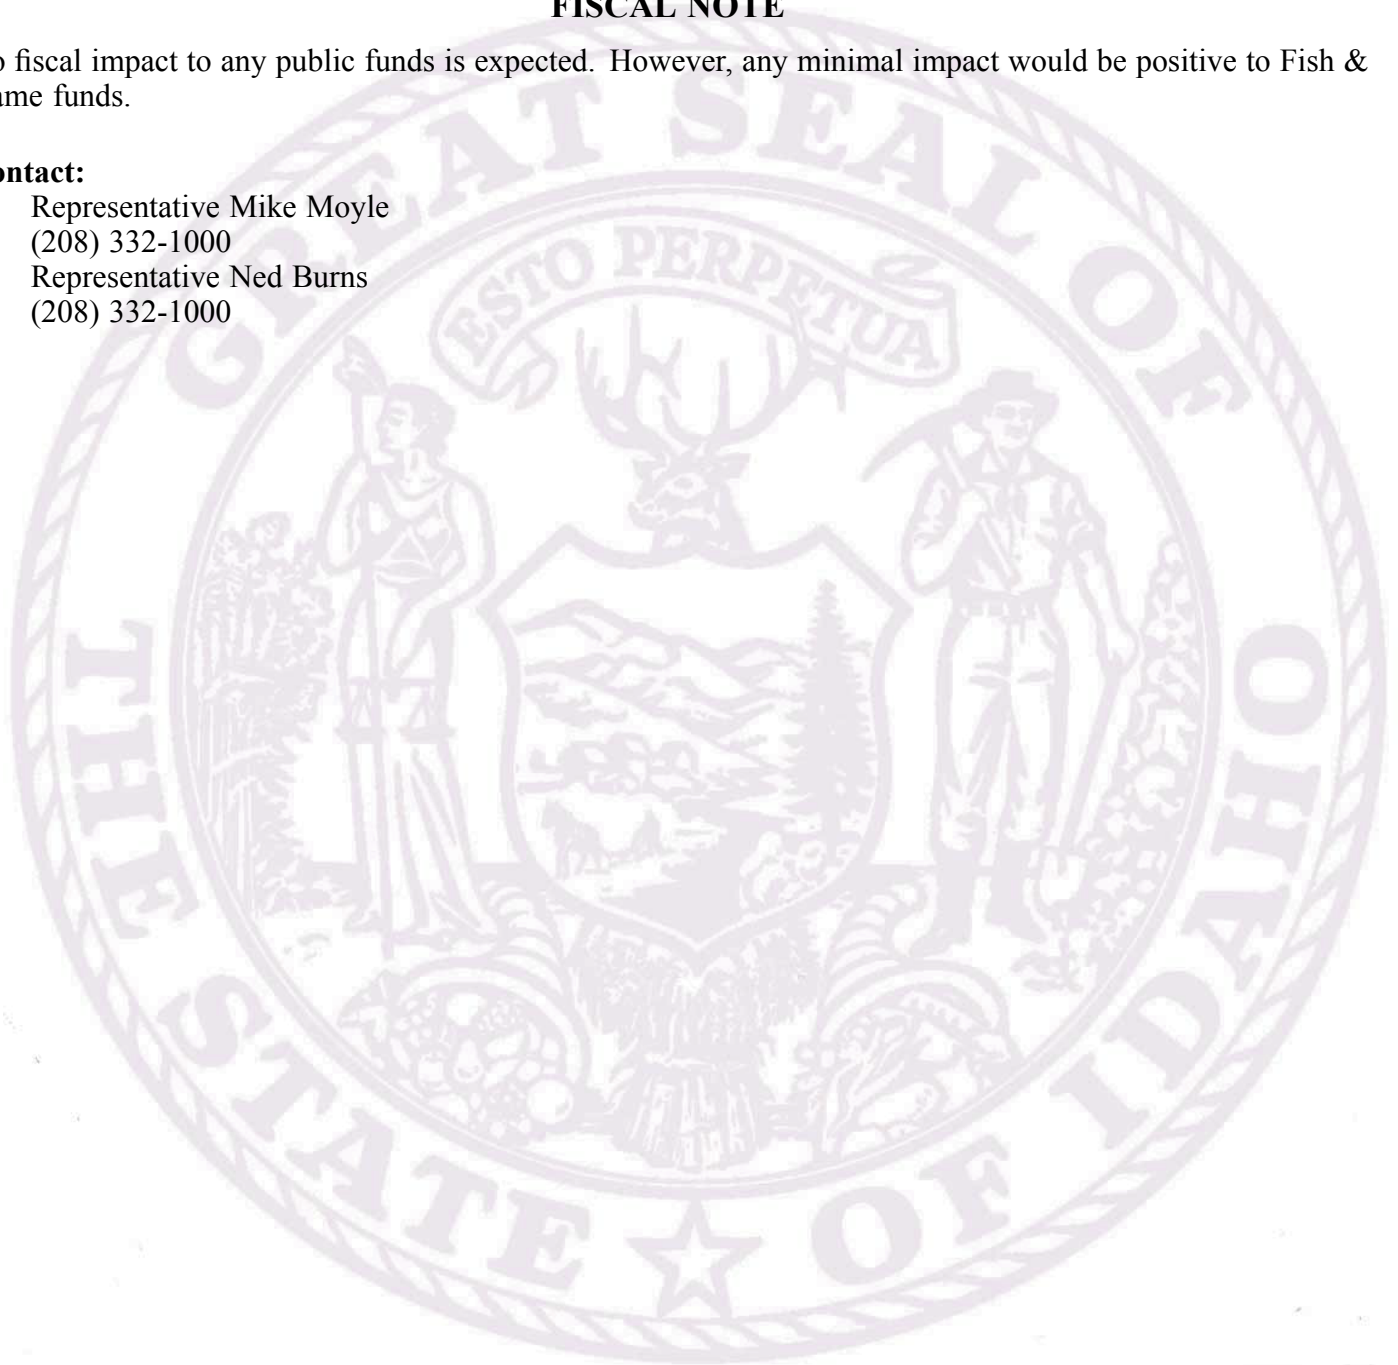 FISCAL NOTE
o fiscal impact to any public funds is expected. However, any minimal impact would be positive to Fish &
ame funds.
ontact:
Representative Mike Moyle
(208) 332-1000
Representative Ned Burns
(208) 332-1000
GREAT SEAL OF
ESTO PERPETUA
THE STATE OF IDAHO